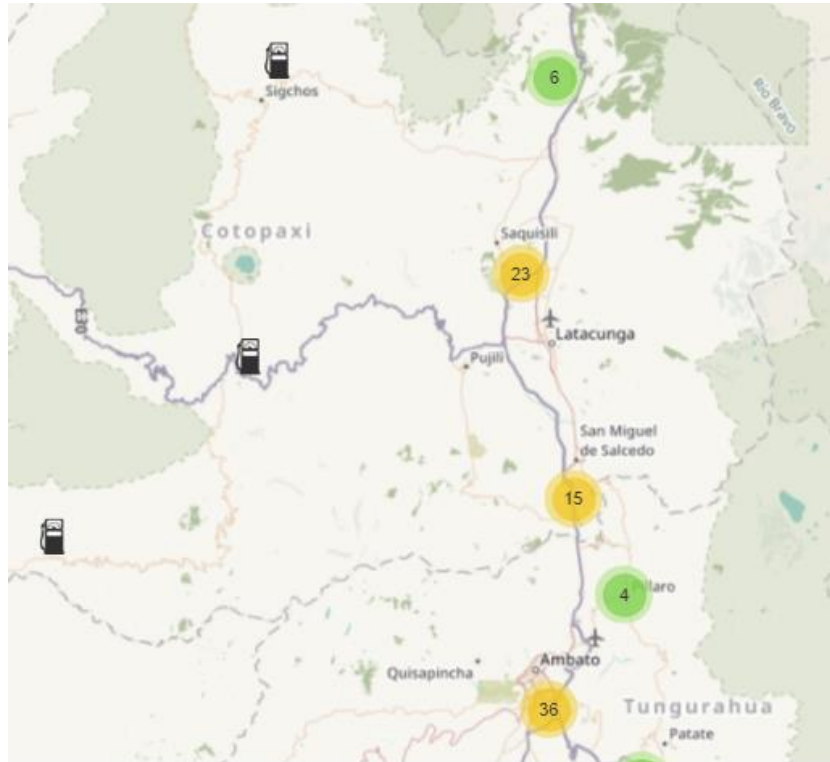 6
Sigchos
Río Bravo
Cotopaxi
Saquisilí
23
E30
Latacunga
Pujilí
San Miguel
de Salcedo
15
4
Ambato
Quisapincha
36
Tungurahua
Patate